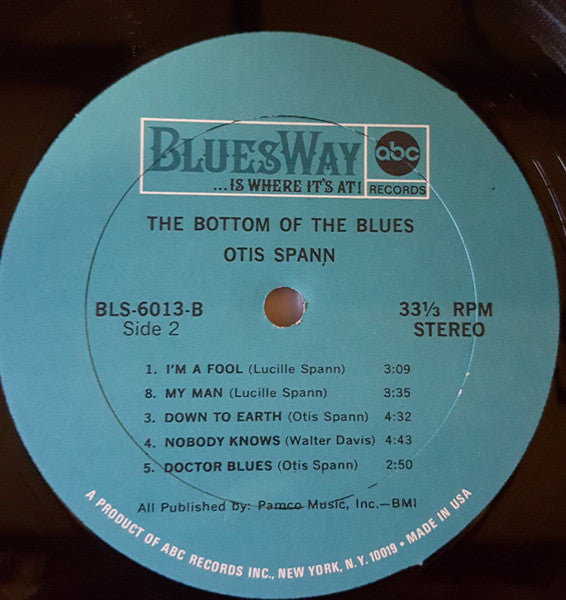 BLUESWAY
...IS WHERE IT'S AT!
abc
RECORDS
THE BOTTOM OF THE BLUES
OTIS SPANN
BLS-6013-B
Side 2
33⅓ RPM
STEREO
1. I'M A FOOL (Lucille Spann) 3:09
8. MY MAN (Lucille Spann) 3:35
3. DOWN TO EARTH (Otis Spann) 4:32
4. NOBODY KNOWS (Walter Davis) 4:43
5. DOCTOR BLUES (Otis Spann) 2:50
All Published by: Pamco Music, Inc.—BMI
A PRODUCT OF ABC RECORDS INC., NEW YORK, N.Y. 10019 • MADE IN USA